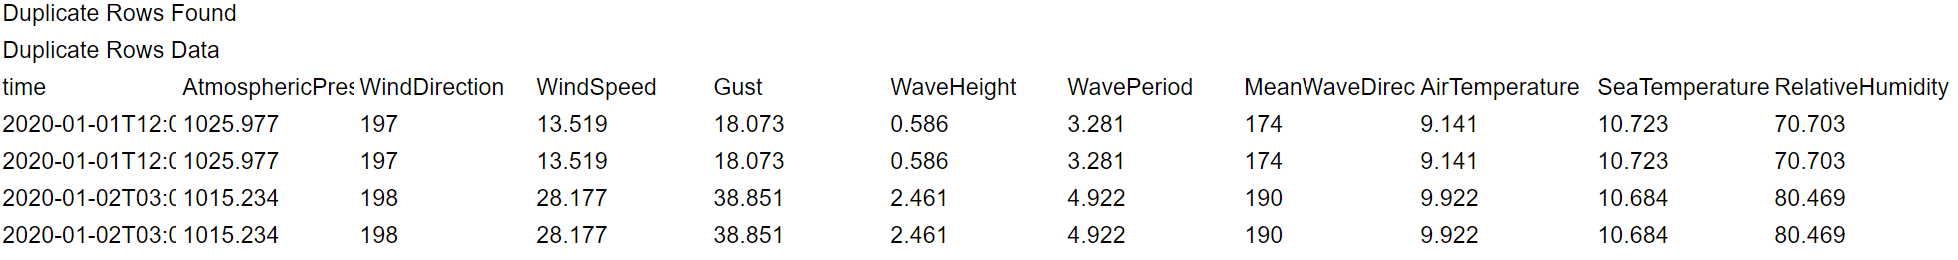 Duplicate Rows Found
Duplicate Rows Data
time AtmosphericPres WindDirection WindSpeed Gust WaveHeight WavePeriod MeanWaveDirec AirTemperature SeaTemperature RelativeHumidity
2020-01-01T12:0 1025.977 197 13.519 18.073 0.586 3.281 174 9.141 10.723 70.703
2020-01-01T12:0 1025.977 197 13.519 18.073 0.586 3.281 174 9.141 10.723 70.703
2020-01-02T03:0 1015.234 198 28.177 38.851 2.461 4.922 190 9.922 10.684 80.469
2020-01-02T03:0 1015.234 198 28.177 38.851 2.461 4.922 190 9.922 10.684 80.469